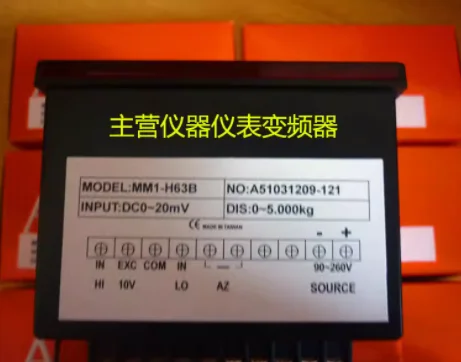 主营仪器仪表变频器
MODEL:MM1-H63B NO:A51031209-121
INPUT:DC0~20mV DIS:0~5.000kg
CE MADE IN TAIWAN
- +
IN EXC COM IN 90~260V
HI 10V LO AZ SOURCE